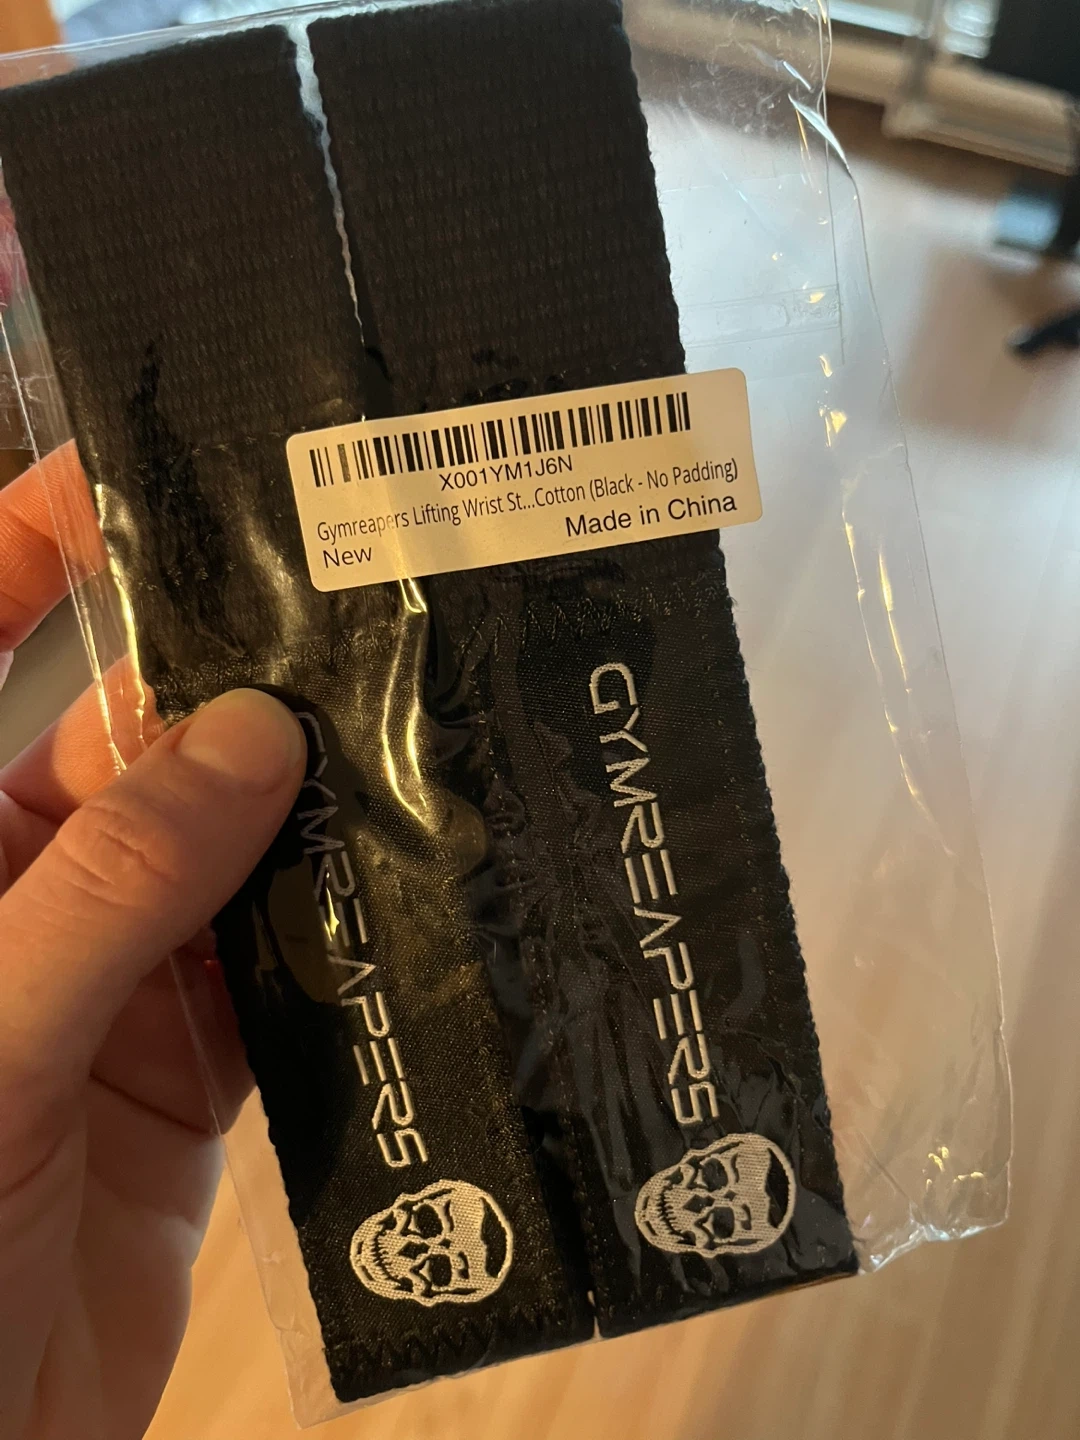 X001YM1J6N
Gymreapers Lifting Wrist St...Cotton (Black - No Padding)
New
Made in China
GYMREAPERS
GYMREAPERS